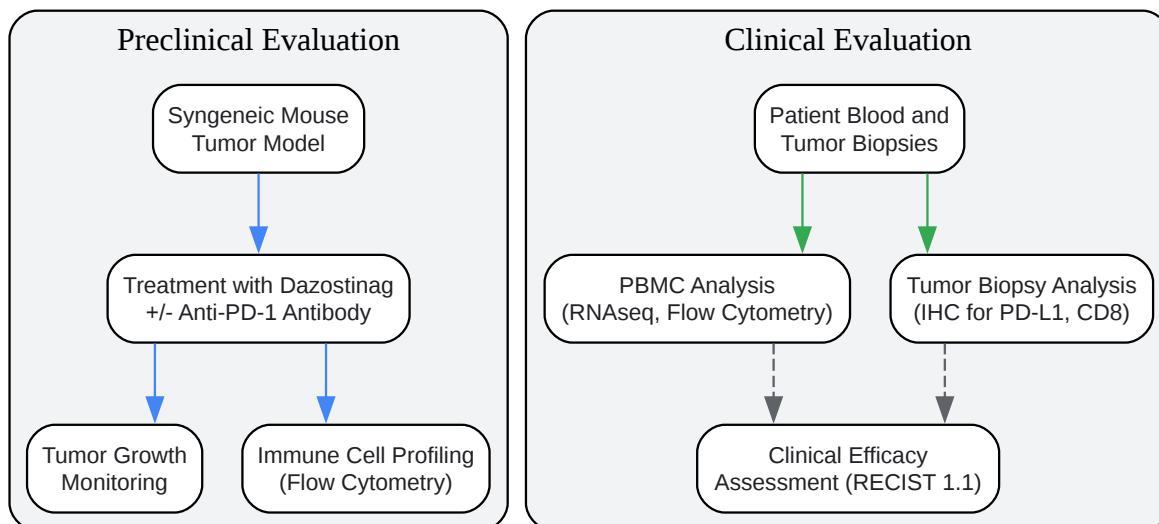 Preclinical Evaluation
Syngeneic Mouse
Tumor Model
Treatment with Dazostinag
+/- Anti-PD-1 Antibody
Tumor Growth
Monitoring
Immune Cell Profiling
(Flow Cytometry)
Clinical Evaluation
Patient Blood and
Tumor Biopsies
PBMC Analysis
(RNAseq, Flow Cytometry)
Tumor Biopsy Analysis
(IHC for PD-L1, CD8)
Clinical Efficacy
Assessment (RECIST 1.1)